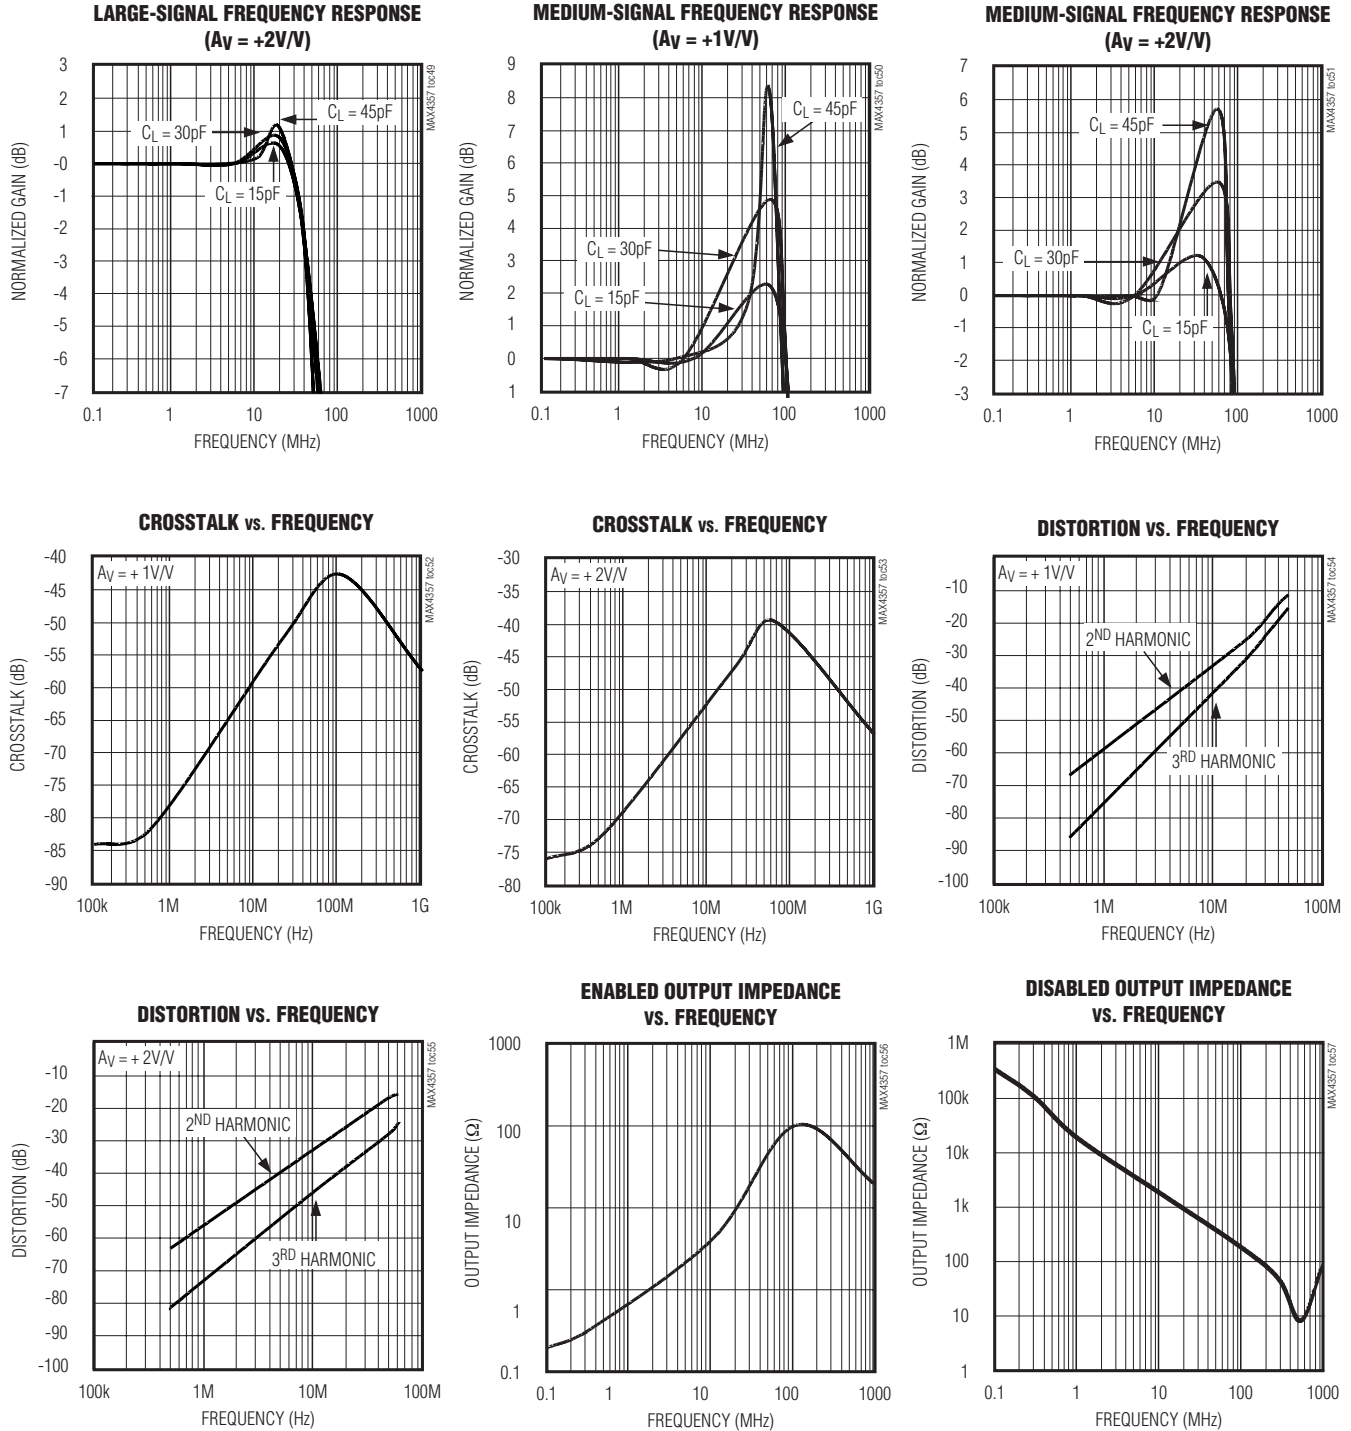 LARGE-SIGNAL FREQUENCY RESPONSE
(AV = +2V/V)
3
2
1
-0
-1
-2
-3
-4
-5
-6
-7
NORMALIZED GAIN (dB)
CL = 45pF
CL = 30pF
CL = 15pF
MAX4357 toc49
0.1 1 10 100 1000
FREQUENCY (MHz)
MEDIUM-SIGNAL FREQUENCY RESPONSE
(AV = +1V/V)
9
8
7
6
5
4
3
2
1
0
1
NORMALIZED GAIN (dB)
CL = 45pF
CL = 30pF
CL = 15pF
MAX4357 toc50
0.1 1 10 100 1000
FREQUENCY (MHz)
MEDIUM-SIGNAL FREQUENCY RESPONSE
(AV = +2V/V)
7
6
5
4
3
2
1
0
-1
-2
-3
NORMALIZED GAIN (dB)
CL = 45pF
CL = 30pF
CL = 15pF
MAX4357 toc51
0.1 1 10 100 1000
FREQUENCY (MHz)
CROSSTALK vs. FREQUENCY
AV = + 1V/V
-40
-45
-50
-55
-60
-65
-70
-75
-80
-85
-90
CROSSTALK (dB)
MAX4357 toc52
100k 1M 10M 100M 1G
FREQUENCY (Hz)
CROSSTALK vs. FREQUENCY
AV = + 2V/V
-30
-35
-40
-45
-50
-55
-60
-65
-70
-75
-80
CROSSTALK (dB)
MAX4357 toc53
100k 1M 10M 100M 1G
FREQUENCY (Hz)
DISTORTION vs. FREQUENCY
AV = + 1V/V
-10
-20
-30
-40
-50
-60
-70
-80
-90
-100
DISTORTION (dB)
2ND HARMONIC
3RD HARMONIC
MAX4357 toc54
100k 1M 10M 100M
FREQUENCY (Hz)
DISTORTION vs. FREQUENCY
AV = + 2V/V
-10
-20
-30
-40
-50
-60
-70
-80
-90
-100
DISTORTION (dB)
2ND HARMONIC
3RD HARMONIC
MAX4357 toc55
100k 1M 10M 100M
FREQUENCY (Hz)
ENABLED OUTPUT IMPEDANCE
vs. FREQUENCY
1000
100
10
1
0.1
OUTPUT IMPEDANCE (Ω)
MAX4357 toc56
0.1 1 10 100 1000
FREQUENCY (MHz)
DISABLED OUTPUT IMPEDANCE
vs. FREQUENCY
1M
100k
10k
1k
100
10
1
OUTPUT IMPEDANCE (Ω)
MAX4357 toc57
0.1 1 10 100 1000
FREQUENCY (MHz)